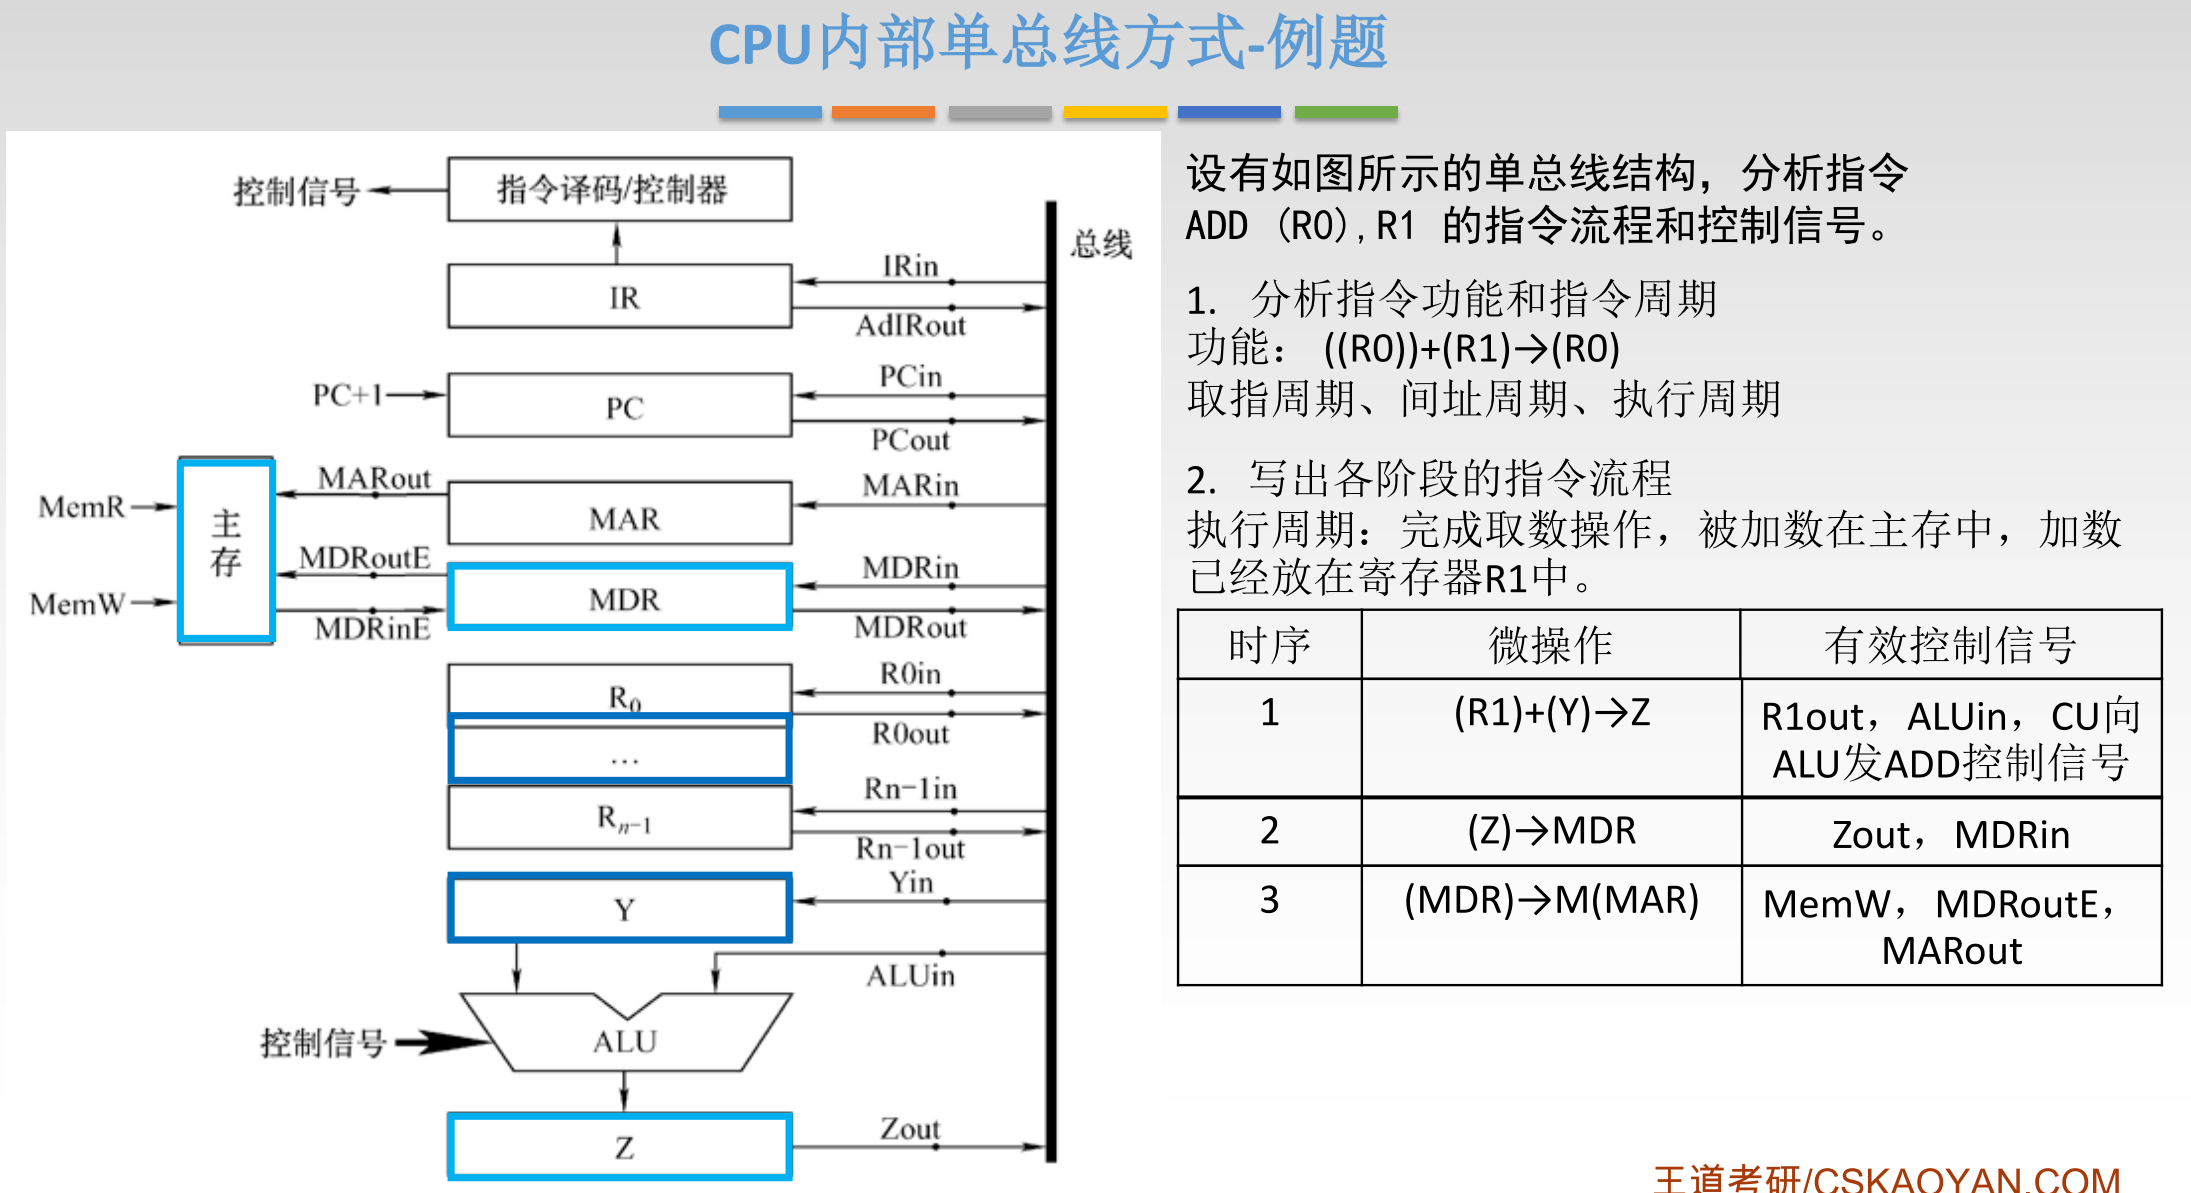 CPU内部单总线方式-例题
控制信号
指令译码/控制器
总线
IRin
IR
AdIRout
PCin
PC+1
PC
PCout
MARout
MARin
MemR
MAR
主存
MDRoutE
MDRin
MDR
MemW
MDRinE
MDRout
R0in
R0
R0out
...
Rn-1in
Rn-1
Rn-1out
Yin
Y
ALUin
控制信号
ALU
Zout
Z
设有如图所示的单总线结构，分析指令
ADD (R0),R1 的指令流程和控制信号。
1. 分析指令功能和指令周期
功能： ((R0))+(R1)→(R0)
取指周期、间址周期、执行周期
2. 写出各阶段的指令流程
执行周期：完成取数操作，被加数在主存中，加数
已经放在寄存器R1中。
时序 微操作 有效控制信号
1 (R1)+(Y)→Z R1out，ALUin，CU向
ALU发ADD控制信号
2 (Z)→MDR Zout，MDRin
3 (MDR)→M(MAR) MemW，MDRoutE，
MARout
王道考研/CSKAOYAN.COM